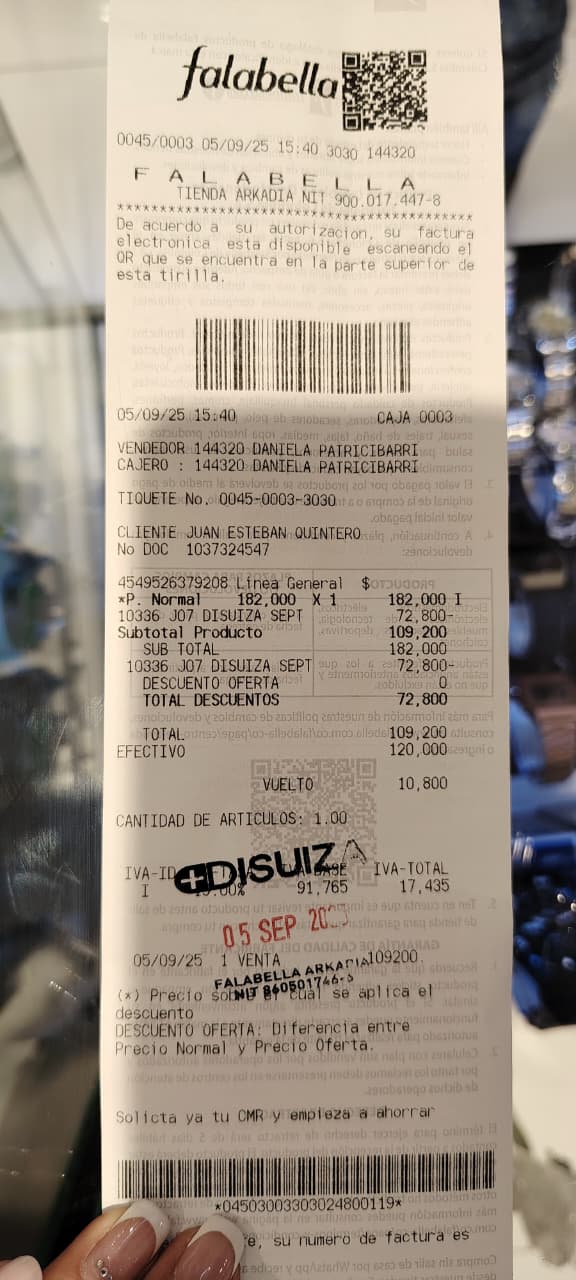 falabella
0045/0003 05/09/25 15:40 3030 144320
F A L A B E L L A
TIENDA ARKADIA NIT 900.017.447-8
****************************************
De acuerdo a su autorizacion, su factura
electronica esta disponible escaneando el
QR que se encuentra en la parte superior de
esta tirilla.
05/09/25 15:40 CAJA 0003
VENDEDOR 144320 DANIELA PATRICIBARRI
CAJERO : 144320 DANIELA PATRICIBARRI
TIQUETE No. 0045-0003-3030
CLIENTE JUAN ESTEBAN QUINTERO
No DOC 1037324547
4549526379208 Linea General $
*P. Normal 182,000 X 1 182,000 I
10336 J07 DISUIZA SEPT 72,800-
Subtotal Producto 109,200
SUB TOTAL 182,000
10336 J07 DISUIZA SEPT 72,800-
DESCUENTO OFERTA 0
TOTAL DESCUENTOS 72,800
TOTAL 109,200
EFECTIVO 120,000
VUELTO 10,800
CANTIDAD DE ARTICULOS: 1.00
DISUIZA
IVA-ID IVA-TOTAL
I 91,765 17,435
05 SEP
05/09/25 1 VENTA 109200.
FALABELLA ARKADIA
NIT 860501746-
(*) Precio sobre el cual se aplica el
descuento
DESCUENTO OFERTA: Diferencia entre
Precio Normal y Precio Oferta.
Solicta ya tu CMR y empieza a ahorrar
*04503003303024800119*
su numero de factura es